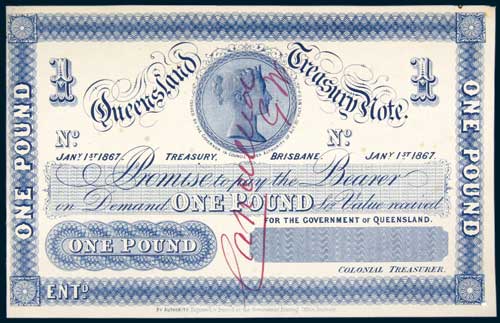 ONE POUND
1 Queensland Treasury Note. 1
No. No.
JANY. 1ST 1867. TREASURY, BRISBANE. JANY 1ST 1867
I Promise to pay the Bearer
on Demand ONE POUND for Value received
FOR THE GOVERNMENT OF QUEENSLAND.
ONE POUND
COLONIAL TREASURER.
ENTD
ONE POUND
Cancelled